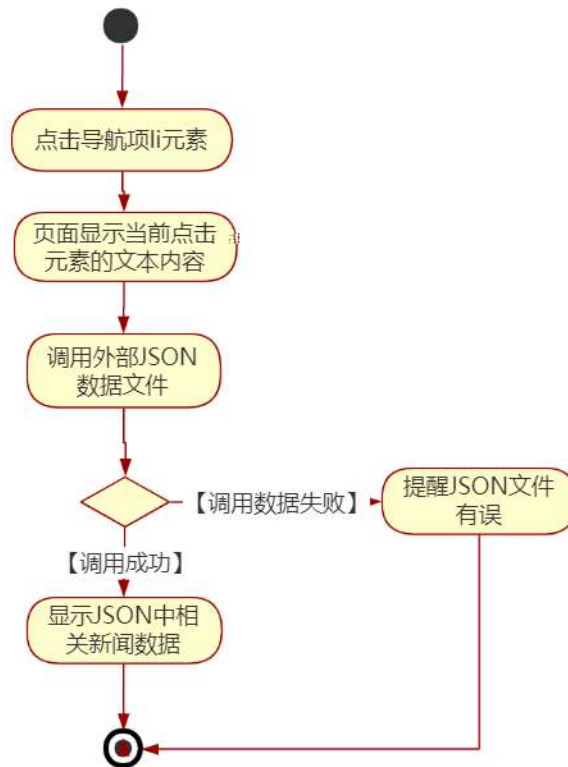 点击导航项li元素
页面显示当前点击
元素的文本内容
调用外部JSON
数据文件
【调用数据失败】
提醒JSON文件
有误
【调用成功】
显示JSON中相
关新闻数据